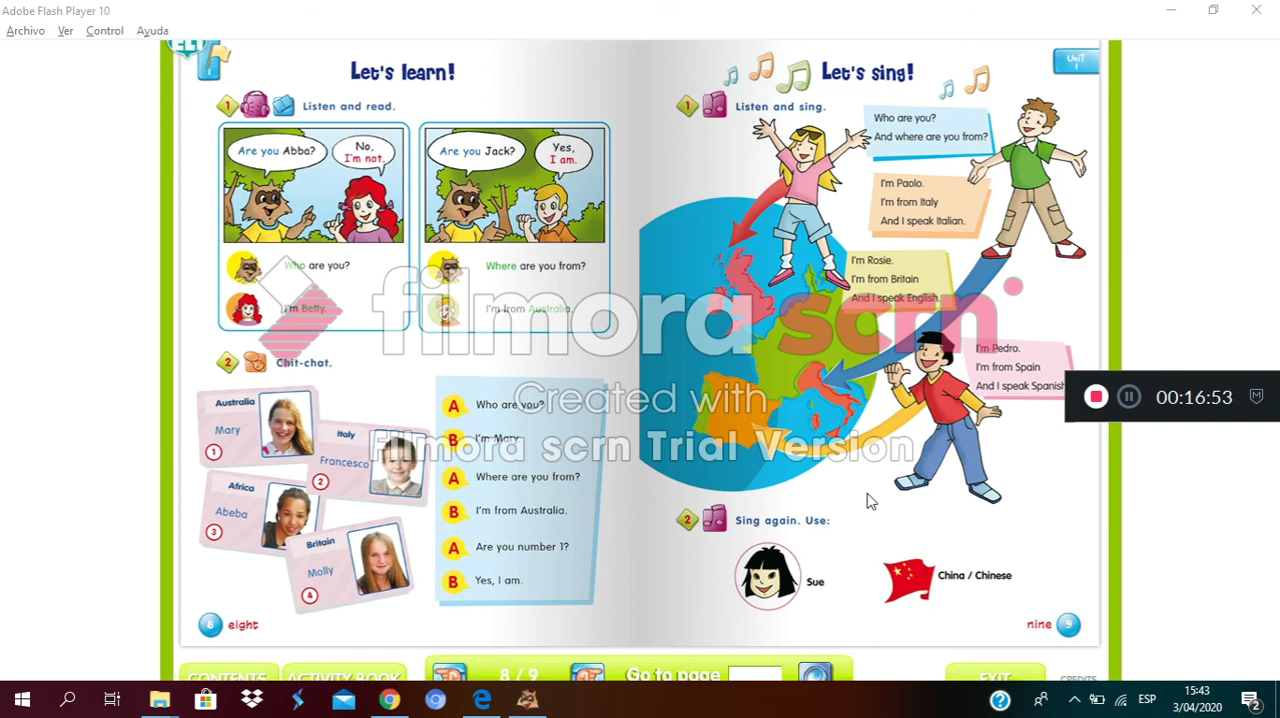 Adobe Flash Player 10
Archivo Ver Control Ayuda
ELI
1
Let's learn!
1 Listen and read.
Are you Abba?
No,
I'm not.
Are you Jack?
Yes,
I am.
Who are you?
I'm Betty.
Where are you from?
I'm from Australia.
2 Chit-chat.
Australia
Mary
1
Italy
Francesco
2
Africa
Abeba
3
Britain
Molly
4
A Who are you?
B I'm Mary.
A Where are you from?
B I'm from Australia.
A Are you number 1?
B Yes, I am.
8 eight
Let's sing!
UNIT
1
1 Listen and sing.
Who are you?
And where are you from?
I'm Paolo.
I'm from Italy
And I speak Italian.
I'm Rosie.
I'm from Britain
And I speak English.
I'm Pedro.
I'm from Spain
And I speak Spanish
2 Sing again. Use:
Sue
China / Chinese
nine 9
filmora scrn
Created with
Filmora scrn Trial Version
00:16:53
CONTENTS
ACTIVITY BOOK
8 / 9
Go to page
EXIT
CREDITS
ESP
15:43
3/04/2020
2